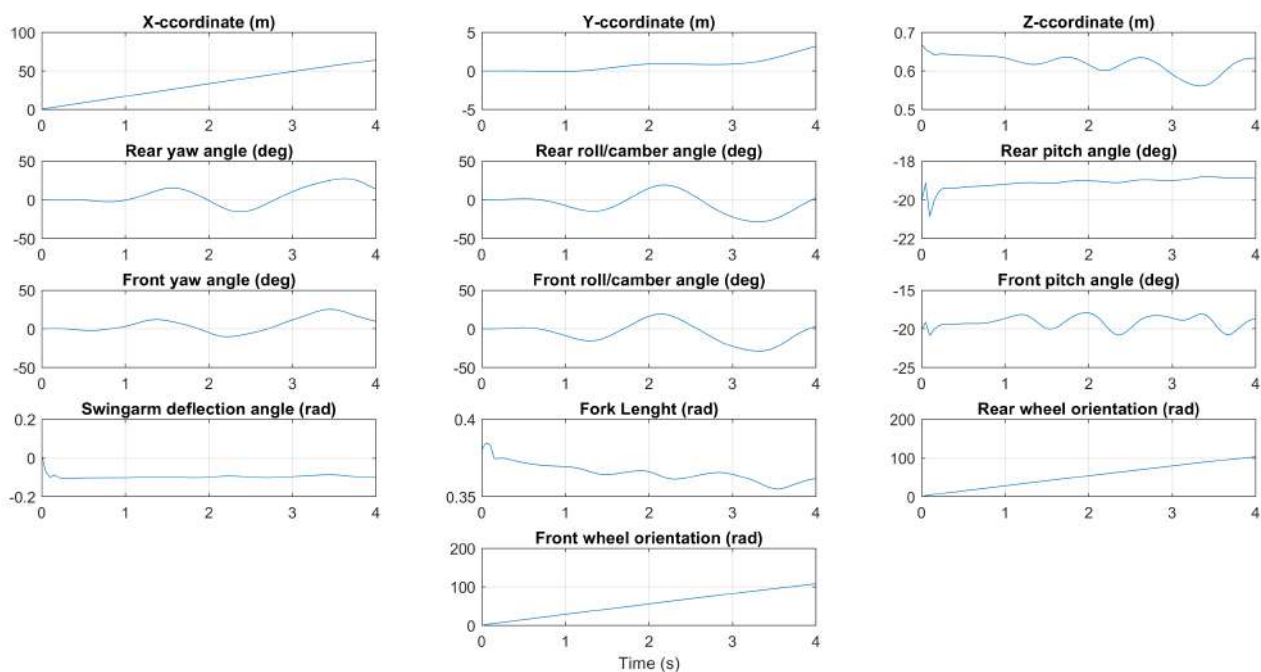 X-ccoordinate (m) Y-ccoordinate (m) Z-ccoordinate (m)
100 5 0.7
50 0 0.6
0 -5 0.5
0 1 2 3 4 0 1 2 3 4 0 1 2 3 4
Rear yaw angle (deg) Rear roll/camber angle (deg) Rear pitch angle (deg)
50 50 -18
0 0 -20
-50 -50 -22
0 1 2 3 4 0 1 2 3 4 0 1 2 3 4
Front yaw angle (deg) Front roll/camber angle (deg) Front pitch angle (deg)
50 50 -15
0 0 -20
-50 -50 -25
0 1 2 3 4 0 1 2 3 4 0 1 2 3 4
Swingarm deflection angle (rad) Fork Lenght (rad) Rear wheel orientation (rad)
0.2 0.4 200
0 100
-0.2 0.35 0
0 1 2 3 4 0 1 2 3 4 0 1 2 3 4
Front wheel orientation (rad)
200
100
0
0 1 2 3 4
Time (s)